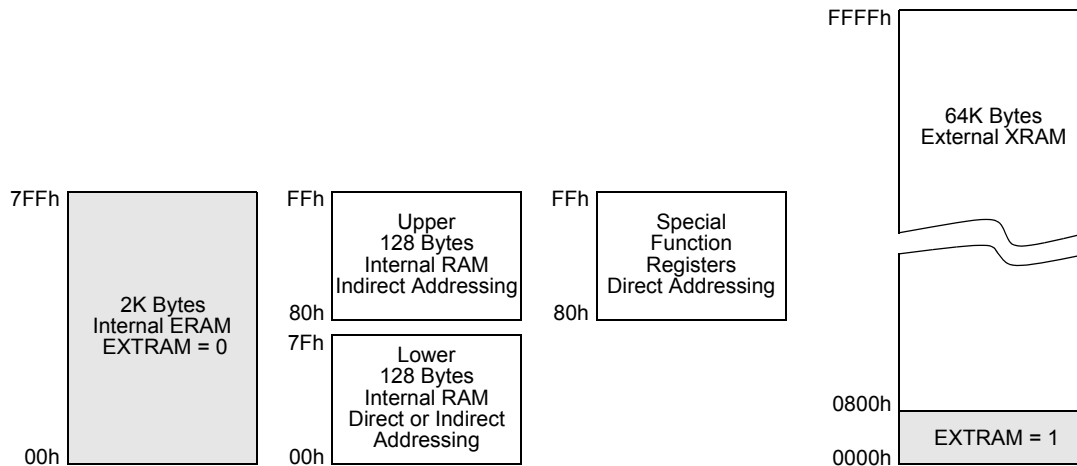 7FFh
2K Bytes
Internal ERAM
EXTRAM = 0
00h
FFh
Upper
128 Bytes
Internal RAM
Indirect Addressing
80h
7Fh
Lower
128 Bytes
Internal RAM
Direct or Indirect
Addressing
00h
FFh
Special
Function
Registers
Direct Addressing
80h
FFFFh
64K Bytes
External XRAM
0800h
EXTRAM = 1
0000h